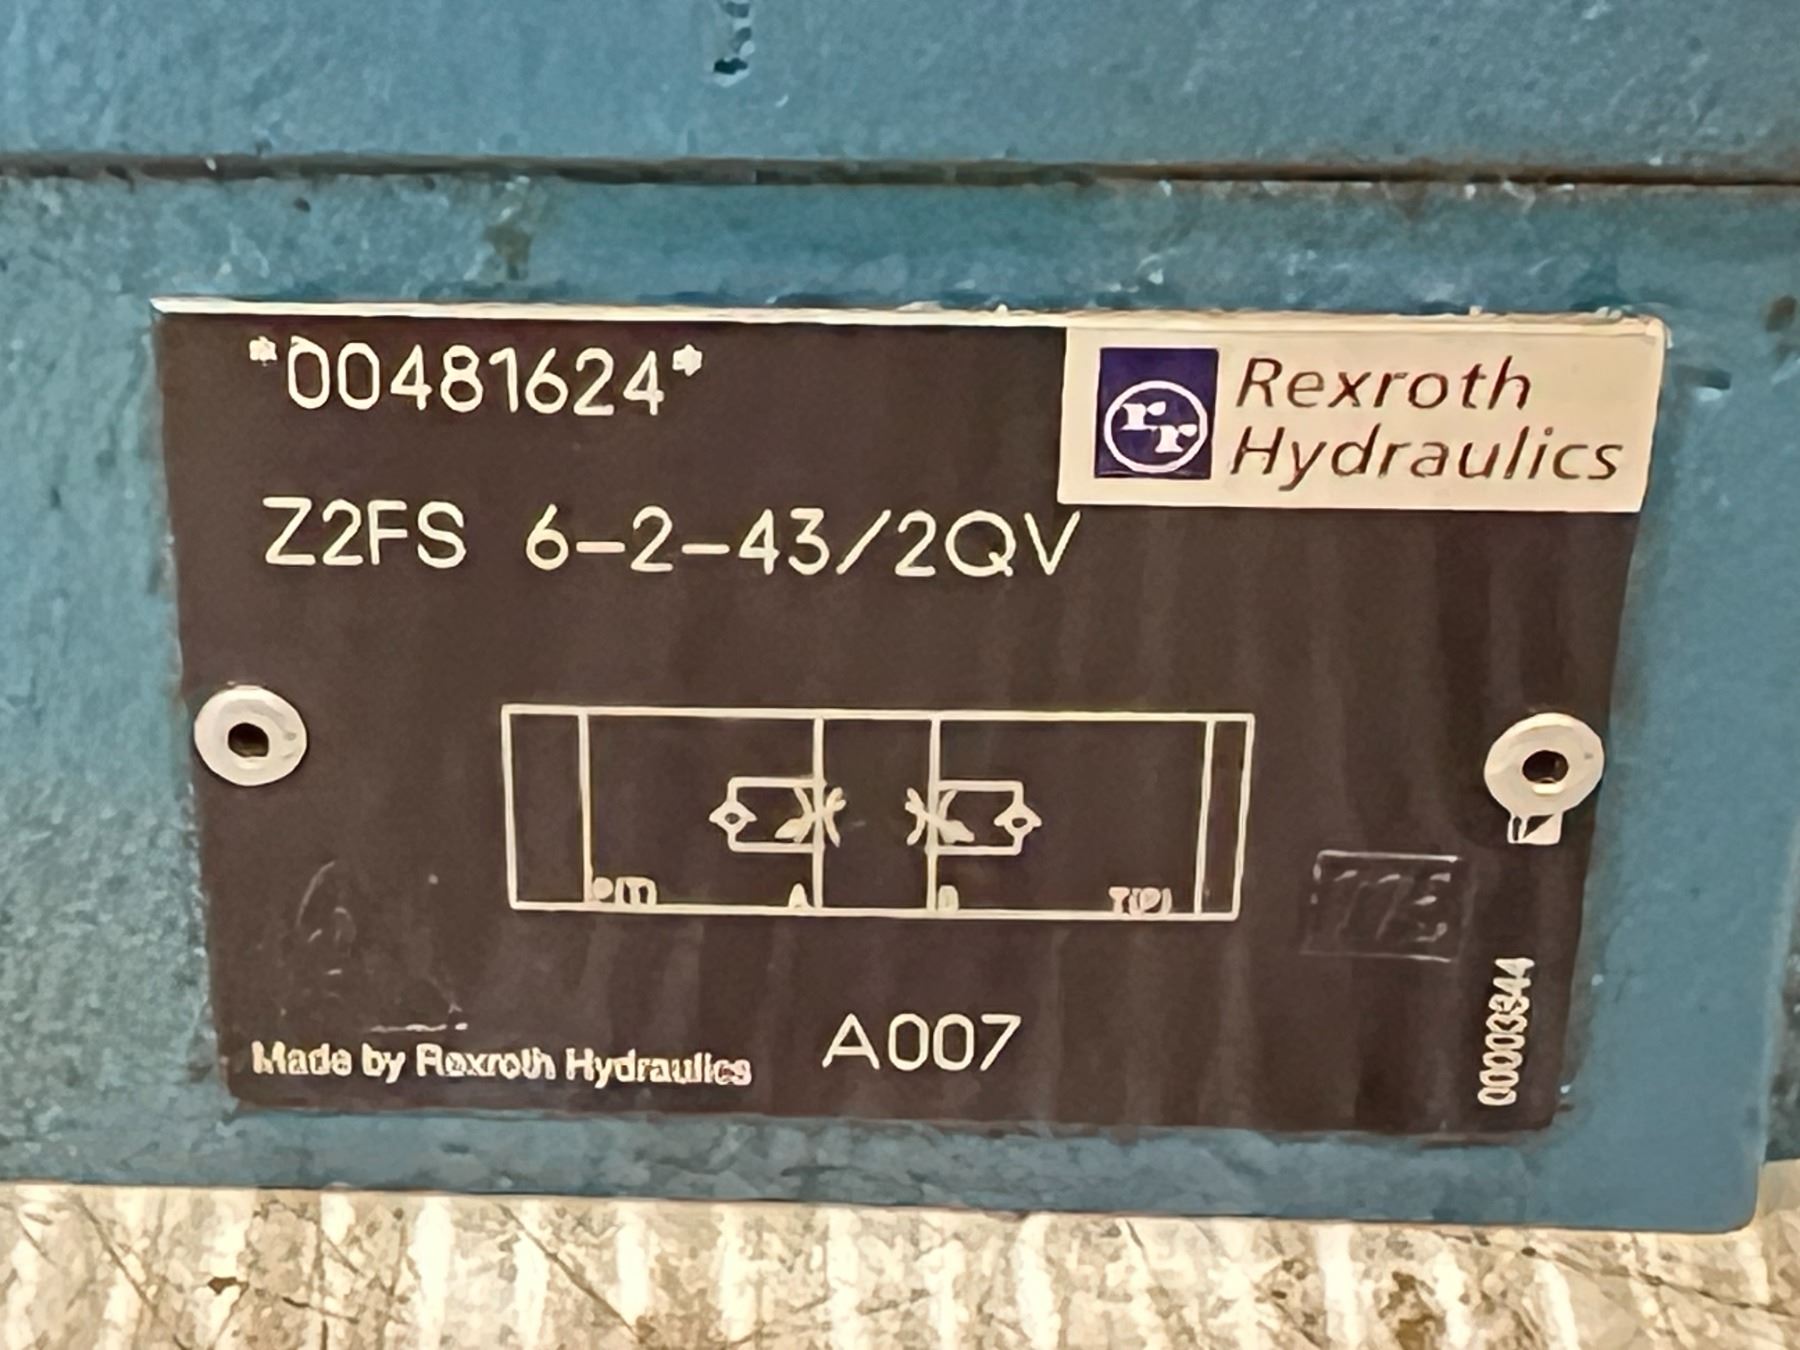 *00481624*
Rexroth
Hydraulics
Z2FS 6-2-43/2QV
P(T) A B T(P)
Made by Rexroth Hydraulics
A007
00003344